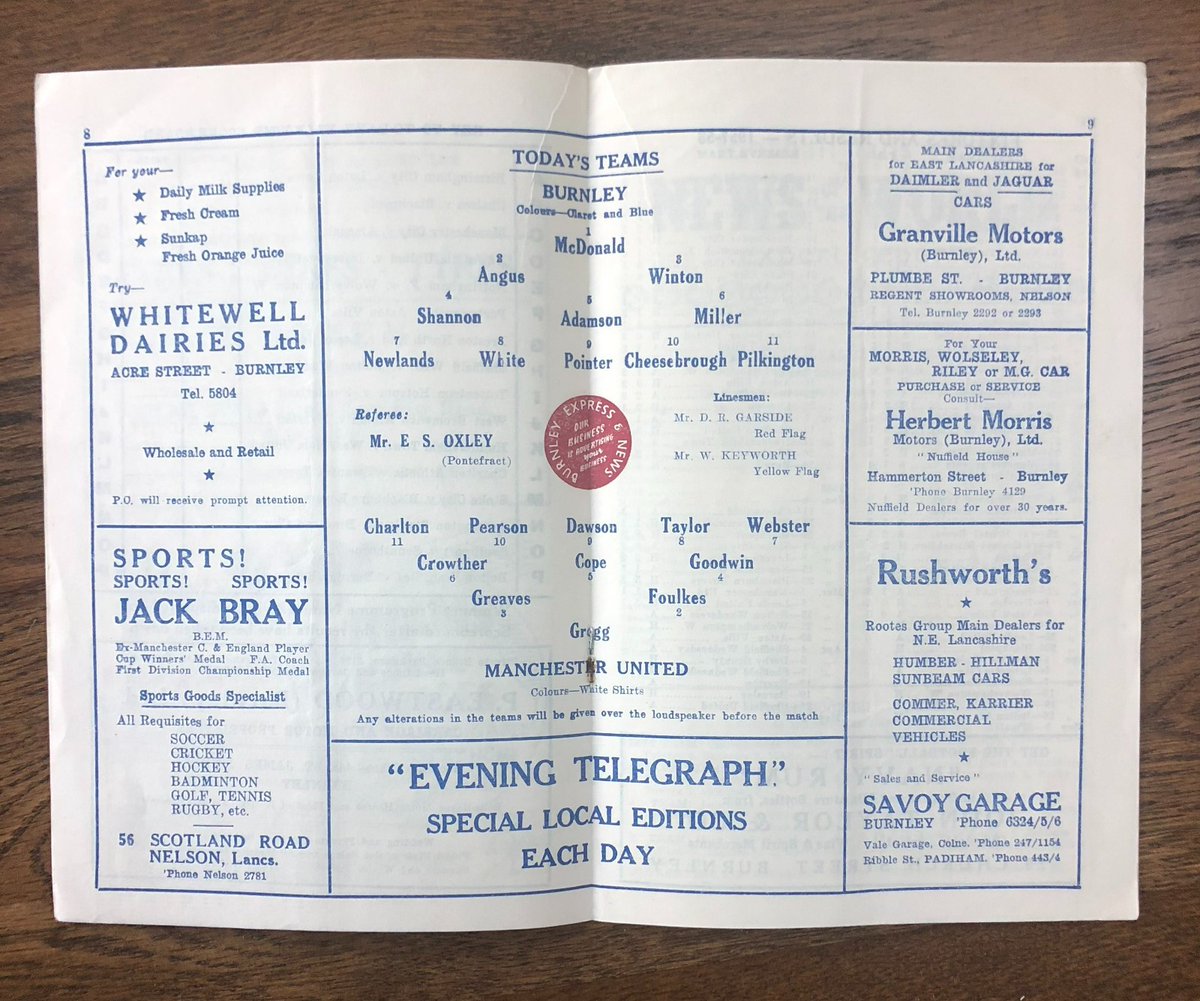 8
For your—
★ Daily Milk Supplies
★ Fresh Cream
★ Sunkap
Fresh Orange Juice
Try—
WHITEWELL
DAIRIES Ltd.
ACRE STREET - BURNLEY
Tel. 5804
★
Wholesale and Retail
★
P.C. will receive prompt attention.
SPORTS!
SPORTS! SPORTS!
JACK BRAY
B.E.M.
Ex-Manchester C. & England Player
Cup Winners' Medal F.A. Coach
First Division Championship Medal
Sports Goods Specialist
All Requisites for
SOCCER
CRICKET
HOCKEY
BADMINTON
GOLF, TENNIS
RUGBY, etc.
56 SCOTLAND ROAD
NELSON, Lancs.
'Phone Nelson 2781
TODAY'S TEAMS
BURNLEY
Colours—Claret and Blue
1
McDonald
2 3
Angus Winton
4 5 6
Shannon Adamson Miller
7 8 9 10 11
Newlands White Pointer Cheesebrough Pilkington
Referee:
Mr. E S. OXLEY
(Pontefract)
BURNLEY EXPRESS & NEWS
OUR
BUSINESS
IS ADVERTISING
your
BUSINESS
Linesmen:
Mr. D. R. GARSIDE
Red Flag
Mr. W. KEYWORTH
Yellow Flag
Charlton Pearson Dawson Taylor Webster
11 10 9 8 7
Crowther Cope Goodwin
6 5 4
Greaves Foulkes
3 2
Gregg
MANCHESTER UNITED
Colours—White Shirts
Any alterations in the teams will be given over the loudspeaker before the match
"EVENING TELEGRAPH"
SPECIAL LOCAL EDITIONS
EACH DAY
9
MAIN DEALERS
for EAST LANCASHIRE for
DAIMLER and JAGUAR
CARS
Granville Motors
(Burnley), Ltd.
PLUMBE ST. - BURNLEY
REGENT SHOWROOMS, NELSON
Tel. Burnley 2292 or 2293
For Your
MORRIS, WOLSELEY,
RILEY or M.G. CAR
PURCHASE or SERVICE
Consult—
Herbert Morris
Motors (Burnley), Ltd.
"Nuffield House"
Hammerton Street - Burnley
'Phone Burnley 4129
Nuffield Dealers for over 30 years.
Rushworth's
★
Rootes Group Main Dealers for
N.E. Lancashire
HUMBER - HILLMAN
SUNBEAM CARS
COMMER, KARRIER
COMMERCIAL
VEHICLES
★
"Sales and Service"
SAVOY GARAGE
BURNLEY 'Phone 6324/5/6
Vale Garage, Colne. 'Phone 247/1154
Ribble St., PADIHAM. 'Phone 443/4